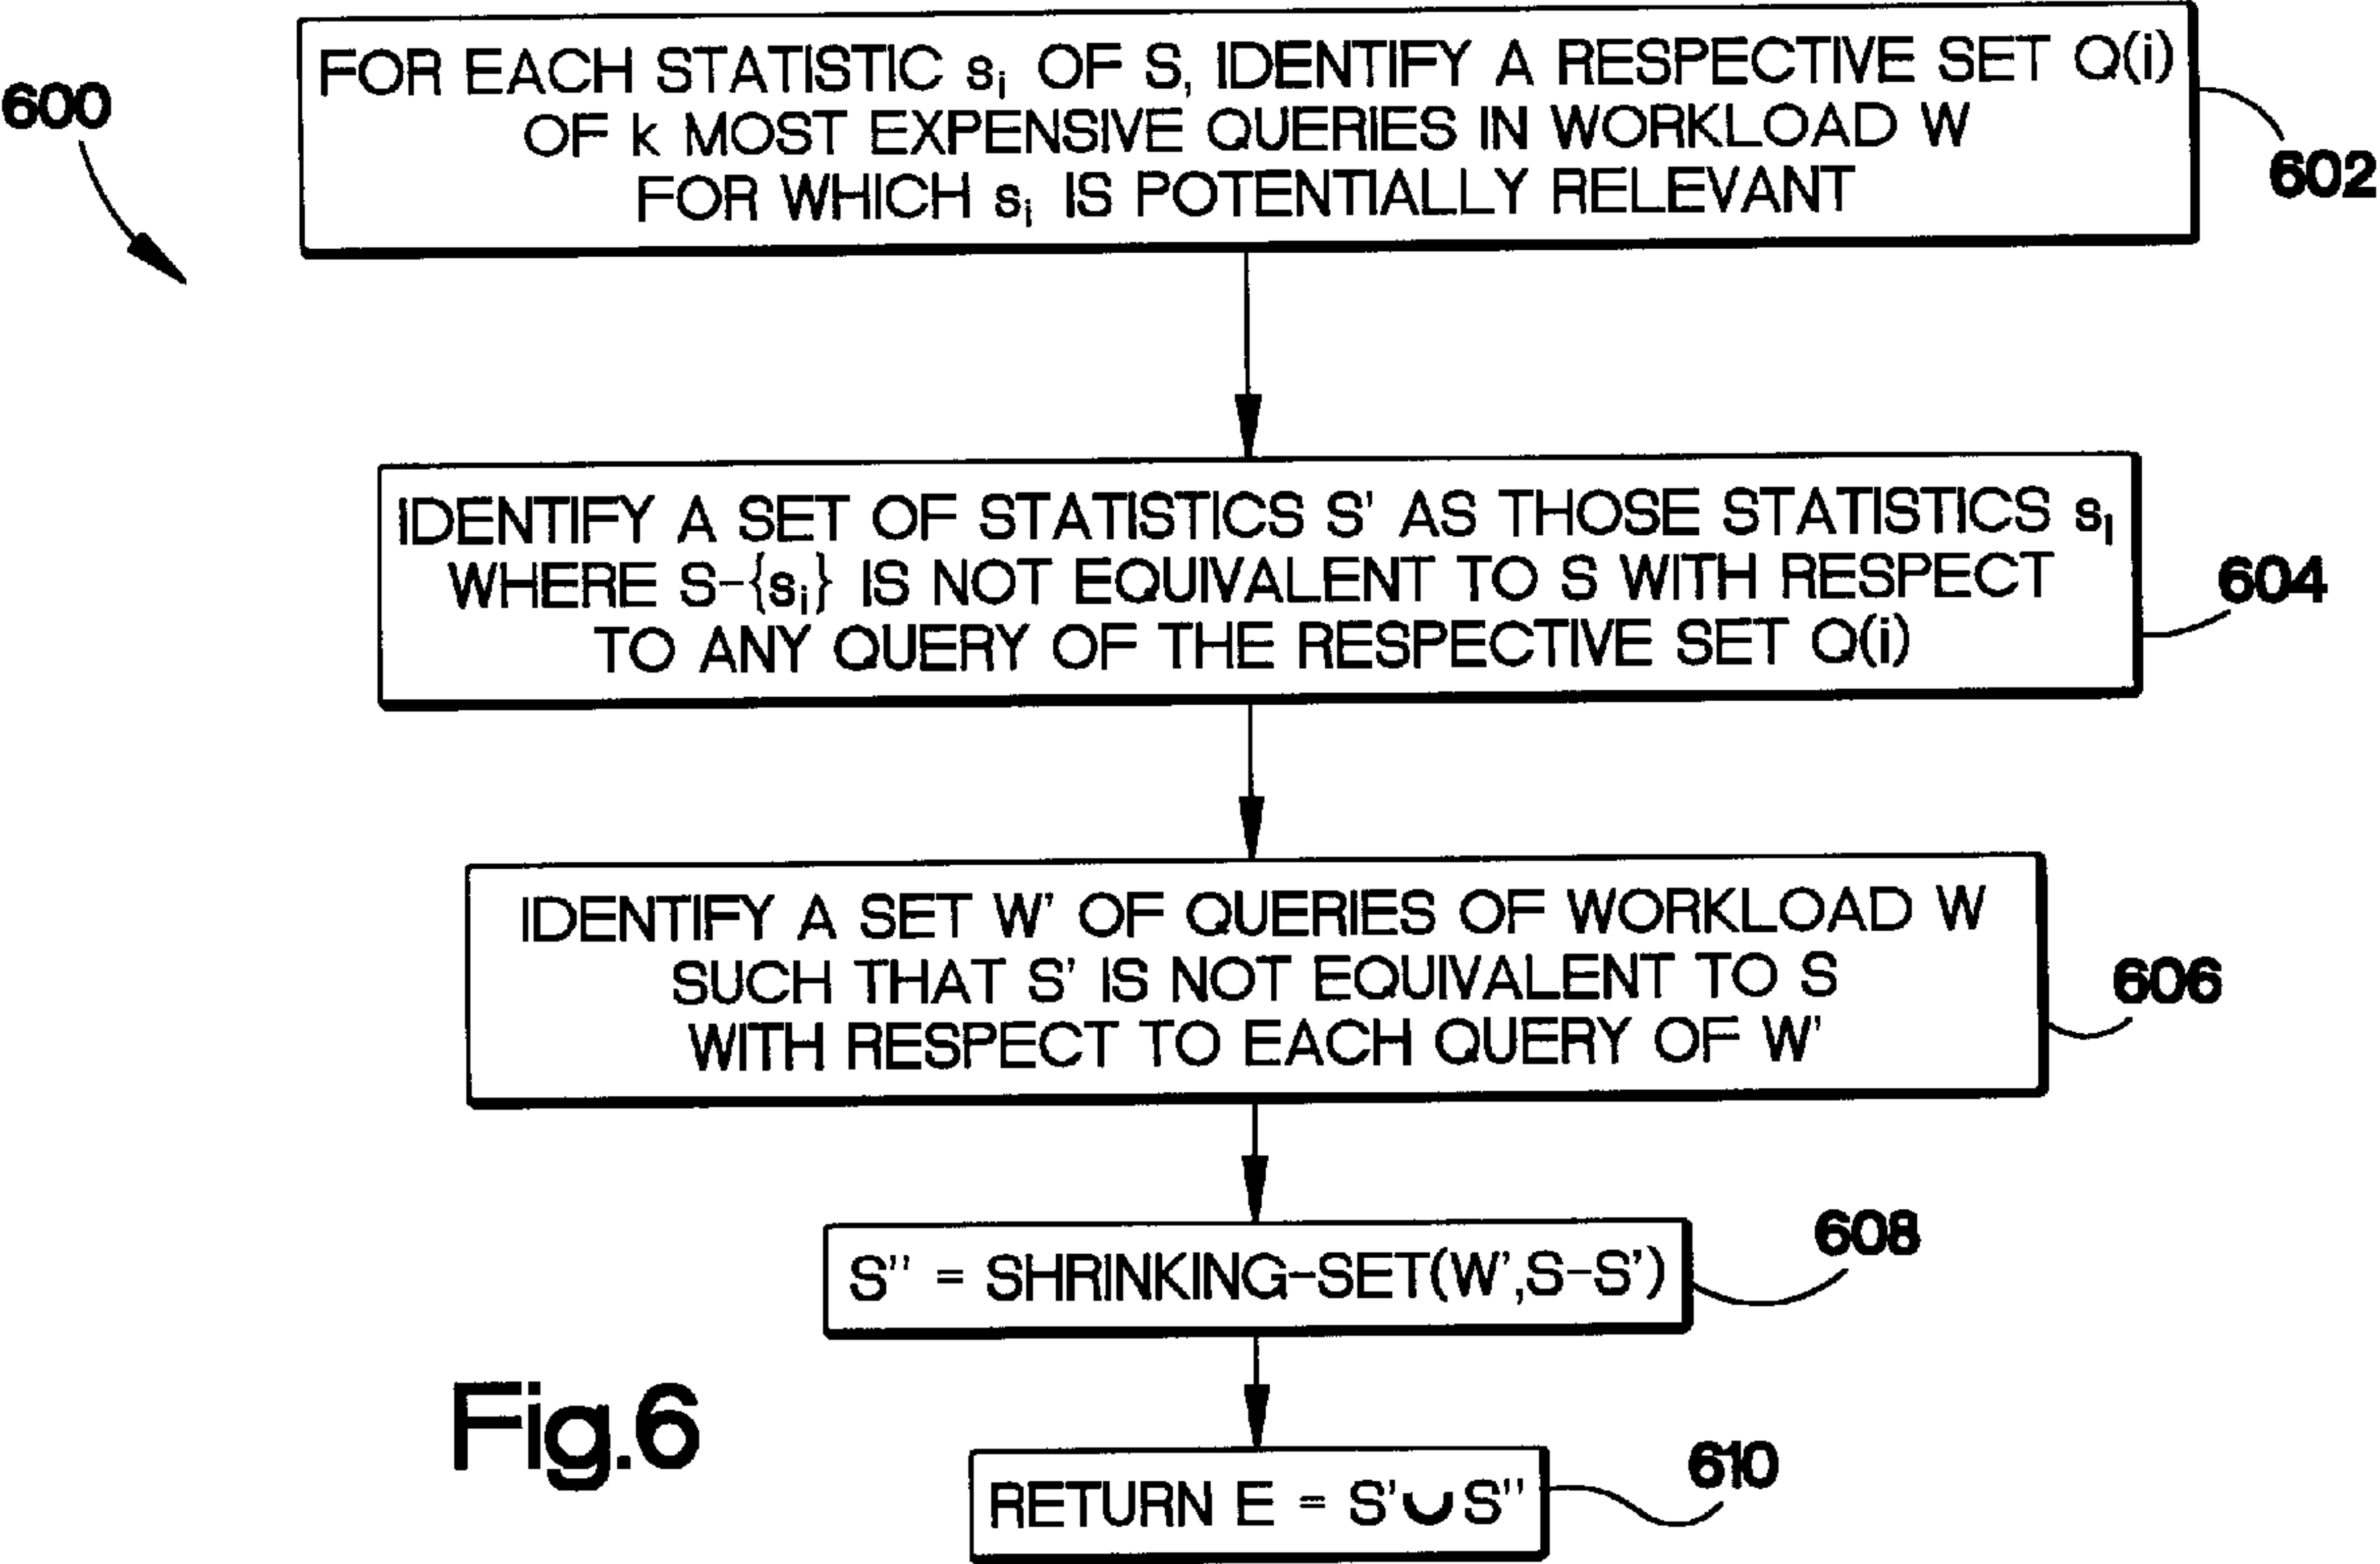 600
FOR EACH STATISTIC si OF S, IDENTIFY A RESPECTIVE SET Q(i)
OF k MOST EXPENSIVE QUERIES IN WORKLOAD W
FOR WHICH si IS POTENTIALLY RELEVANT
602
IDENTIFY A SET OF STATISTICS S' AS THOSE STATISTICS si
WHERE S-{si} IS NOT EQUIVALENT TO S WITH RESPECT
TO ANY QUERY OF THE RESPECTIVE SET Q(i)
604
IDENTIFY A SET W' OF QUERIES OF WORKLOAD W
SUCH THAT S' IS NOT EQUIVALENT TO S
WITH RESPECT TO EACH QUERY OF W'
606
S" = SHRINKING-SET(W',S-S')
608
RETURN E = S'∪S"
610
Fig.6